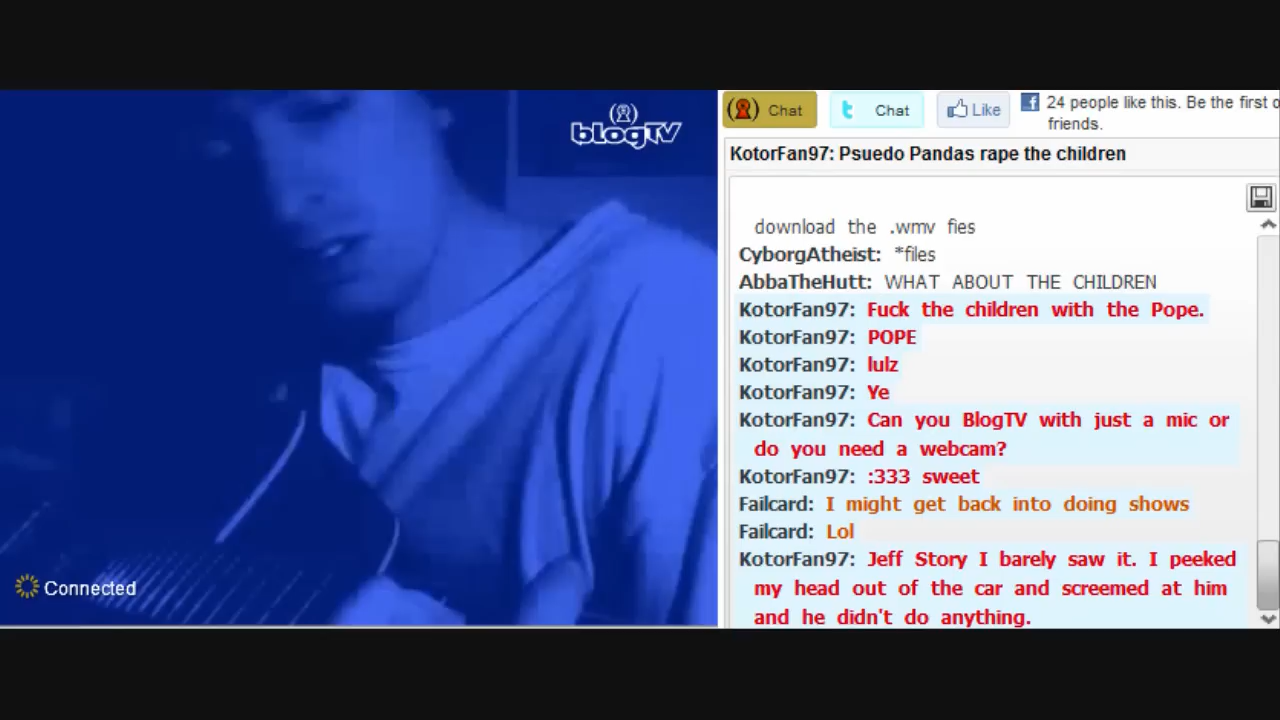 blogTV
Connected
Chat
Chat
Like
24 people like this. Be the first o
friends.
KotorFan97: Psuedo Pandas rape the children
download the .wmv fies
CyborgAtheist: *files
AbbaTheHutt: WHAT ABOUT THE CHILDREN
KotorFan97: Fuck the children with the Pope.
KotorFan97: POPE
KotorFan97: lulz
KotorFan97: Ye
KotorFan97: Can you BlogTV with just a mic or
do you need a webcam?
KotorFan97: :333 sweet
Failcard: I might get back into doing shows
Failcard: Lol
KotorFan97: Jeff Story I barely saw it. I peeked
my head out of the car and screemed at him
and he didn't do anything.